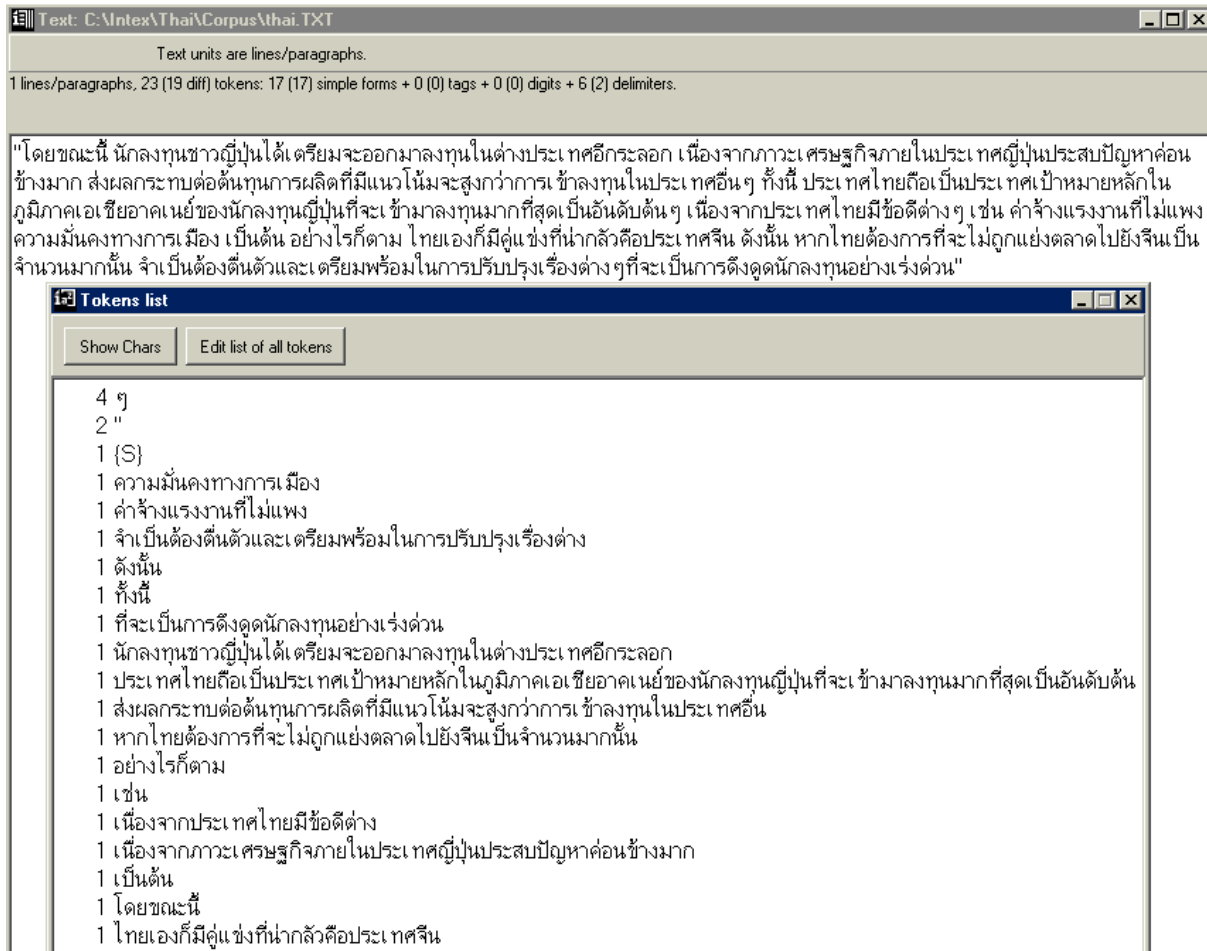 Text: C:\Intex\Thai\Corpus\thai.TXT
Text units are lines/paragraphs.
1 lines/paragraphs, 23 (19 diff) tokens: 17 (17) simple forms + 0 (0) tags + 0 (0) digits + 6 (2) delimiters.
"โดยขณะนี้ นักลงทุนชาวญี่ปุ่นได้เตรียมจะออกมาลงทุนในต่างประเทศอีกระลอก เนื่องจากภาวะเศรษฐกิจภายในประเทศญี่ปุ่นประสบปัญหาค่อน
ข้างมาก ส่งผลกระทบต่อต้นทุนการผลิตที่มีแนวโน้มจะสูงกว่าการเข้าลงทุนในประเทศอื่นๆ ทั้งนี้ ประเทศไทยถือเป็นประเทศเป้าหมายหลักใน
ภูมิภาคเอเชียอาคเนย์ของนักลงทุนญี่ปุ่นที่จะเข้ามาลงทุนมากที่สุดเป็นอันดับต้นๆ เนื่องจากประเทศไทยมีข้อดีต่างๆ เช่น ค่าจ้างแรงงานที่ไม่แพง
ความมั่นคงทางการเมือง เป็นต้น อย่างไรก็ตาม ไทยเองก็มีคู่แข่งที่น่ากลัวคือประเทศจีน ดังนั้น หากไทยต้องการที่จะไม่ถูกแย่งตลาดไปยังจีนเป็น
จำนวนมากนั้น จำเป็นต้องตื่นตัวและเตรียมพร้อมในการปรับปรุงเรื่องต่างๆที่จะเป็นการดึงดูดนักลงทุนอย่างเร่งด่วน"
Tokens list
Show Chars Edit list of all tokens
4 ๆ
2 "
1 {S}
1 ความมั่นคงทางการเมือง
1 ค่าจ้างแรงงานที่ไม่แพง
1 จำเป็นต้องตื่นตัวและเตรียมพร้อมในการปรับปรุงเรื่องต่าง
1 ดังนั้น
1 ทั้งนี้
1 ที่จะเป็นการดึงดูดนักลงทุนอย่างเร่งด่วน
1 นักลงทุนชาวญี่ปุ่นได้เตรียมจะออกมาลงทุนในต่างประเทศอีกระลอก
1 ประเทศไทยถือเป็นประเทศเป้าหมายหลักในภูมิภาคเอเชียอาคเนย์ของนักลงทุนญี่ปุ่นที่จะเข้ามาลงทุนมากที่สุดเป็นอันดับต้น
1 ส่งผลกระทบต่อต้นทุนการผลิตที่มีแนวโน้มจะสูงกว่าการเข้าลงทุนในประเทศอื่น
1 หากไทยต้องการที่จะไม่ถูกแย่งตลาดไปยังจีนเป็นจำนวนมากนั้น
1 อย่างไรก็ตาม
1 เช่น
1 เนื่องจากประเทศไทยมีข้อดีต่าง
1 เนื่องจากภาวะเศรษฐกิจภายในประเทศญี่ปุ่นประสบปัญหาค่อนข้างมาก
1 เป็นต้น
1 โดยขณะนี้
1 ไทยเองก็มีคู่แข่งที่น่ากลัวคือประเทศจีน